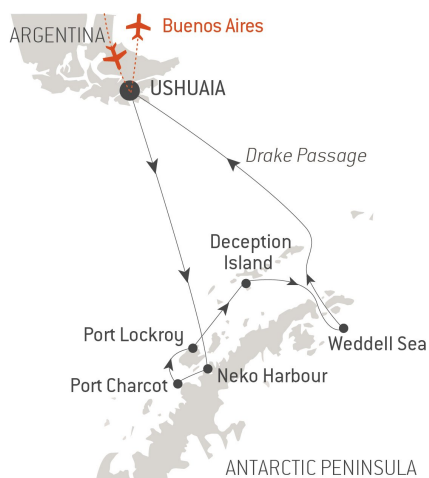 ARGENTINA
Buenos Aires
USHUAIA
Drake Passage
Deception
Island
Port Lockroy
Weddell Sea
Neko Harbour
Port Charcot
ANTARCTIC PENINSULA